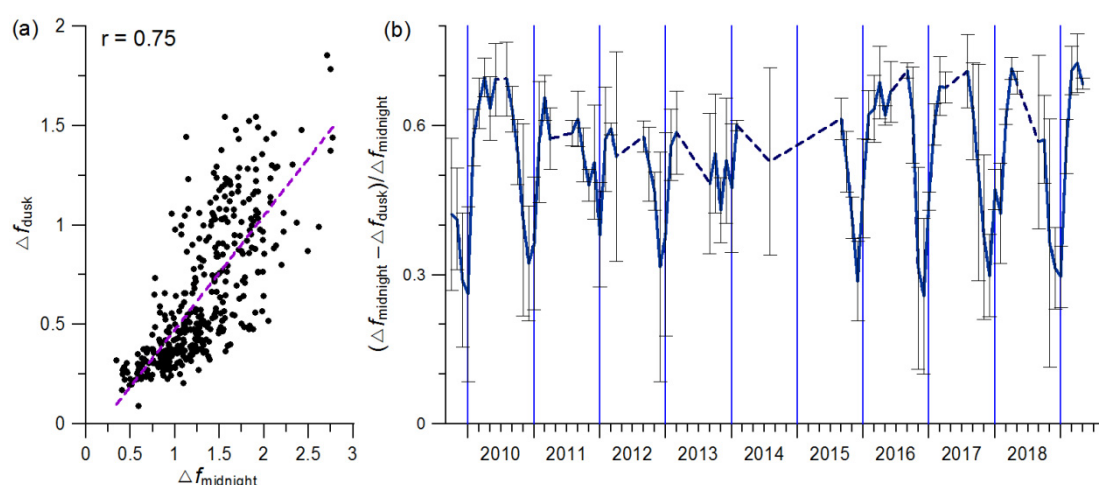 (a)
r = 0.75
2
1.5
1
0.5
0
△f_dusk
0 0.5 1 1.5 2 2.5 3
△f_midnight
(b)
0.6
0.3
0
(△f_midnight − △f_dusk)/△f_midnight
2010 2011 2012 2013 2014 2015 2016 2017 2018